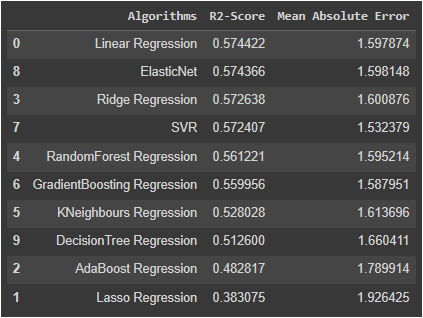 Algorithms R2-Score Mean Absolute Error
0 Linear Regression 0.574422 1.597874
8 ElasticNet 0.574366 1.598148
3 Ridge Regression 0.572638 1.600876
7 SVR 0.572407 1.532379
4 RandomForest Regression 0.561221 1.595214
6 GradientBoosting Regression 0.559956 1.587951
5 KNeighbours Regression 0.528028 1.613696
9 DecisionTree Regression 0.512600 1.660411
2 AdaBoost Regression 0.482817 1.789914
1 Lasso Regression 0.383075 1.926425